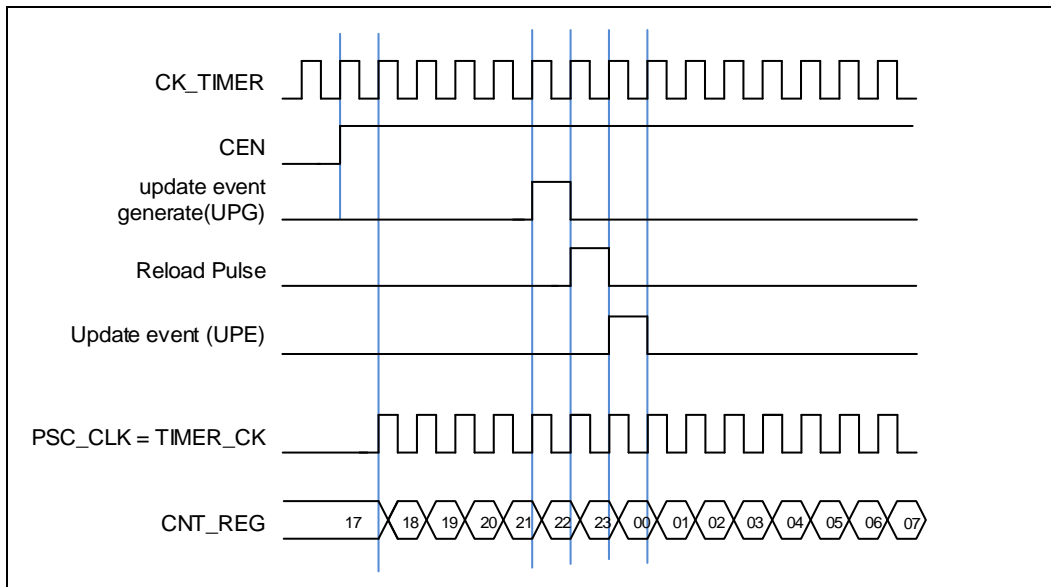 CK_TIMER
CEN
update event
generate(UPG)
Reload Pulse
Update event (UPE)
PSC_CLK = TIMER_CK
CNT_REG 17 18 19 20 21 22 23 00 01 02 03 04 05 06 07